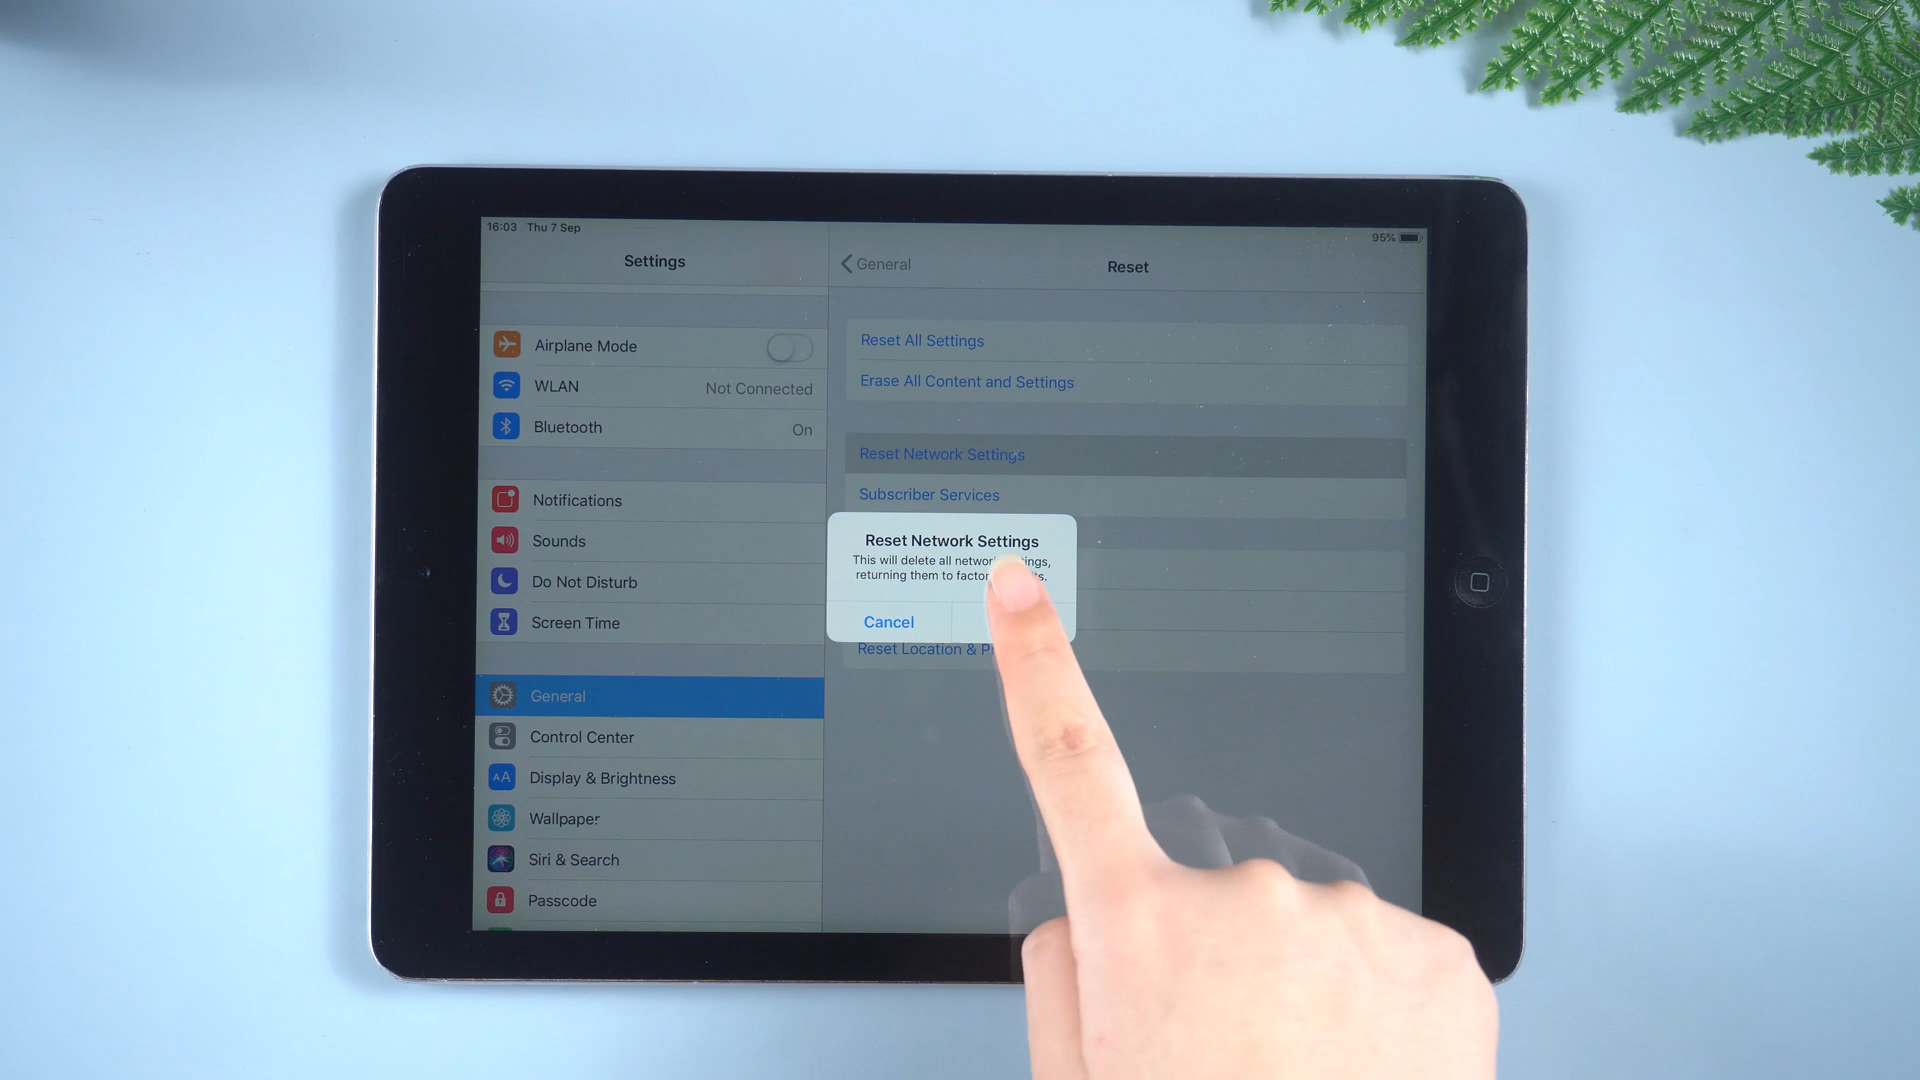 16:03 Thu 7 Sep
95%
Settings
General
Reset
Airplane Mode
WLAN Not Connected
Bluetooth On
Notifications
Sounds
Do Not Disturb
Screen Time
General
Control Center
Display & Brightness
AA
Wallpaper
Siri & Search
Passcode
Reset All Settings
Erase All Content and Settings
Reset Network Settings
Subscriber Services
Reset Network Settings
This will delete all
returning them to
Cancel
Reset Location &